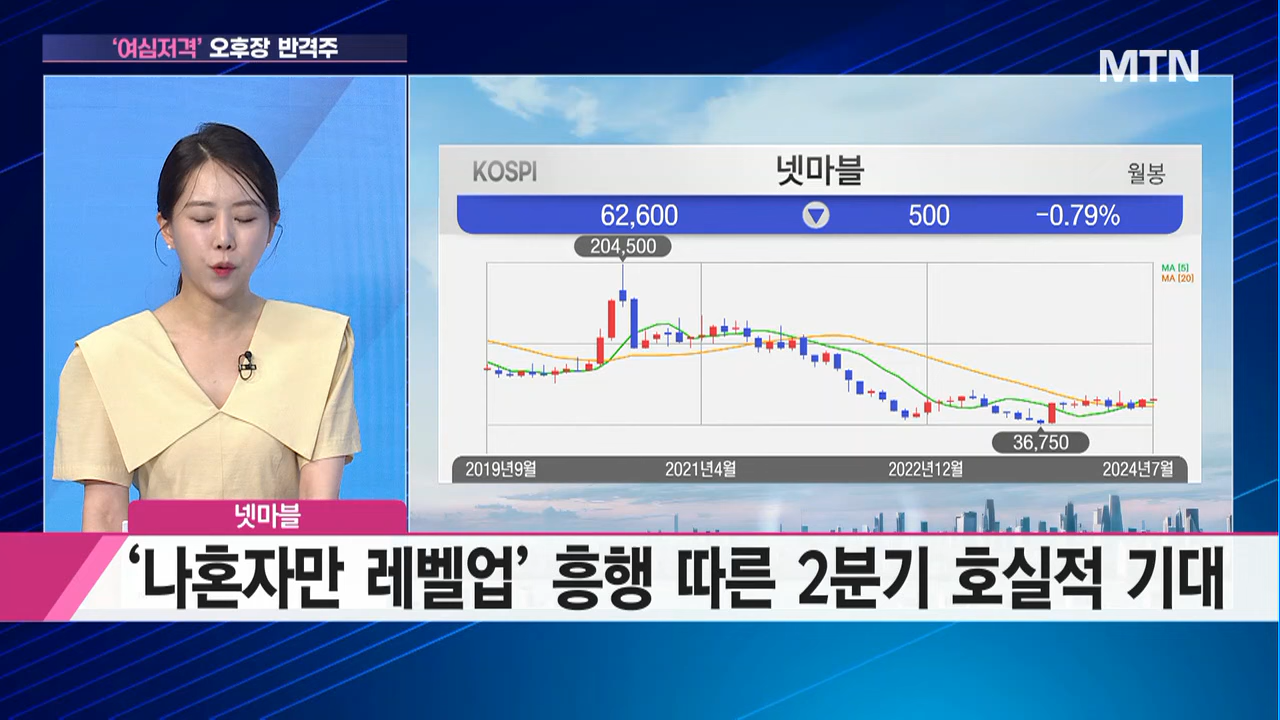 ‘여심저격’ 오후장 반격주
MTN
KOSPI 넷마블 월봉
62,600 ▼ 500 -0.79%
204,500
MA [5]
MA [20]
36,750
2019년9월 2021년4월 2022년12월 2024년7월
넷마블
‘나혼자만 레벨업’ 흥행 따른 2분기 호실적 기대